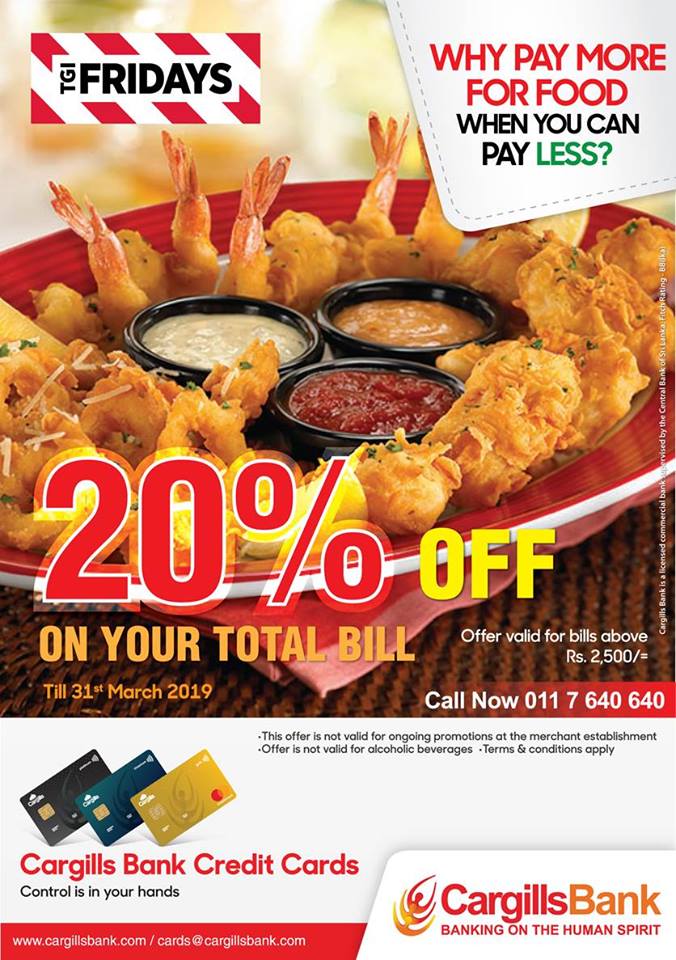 TGI FRIDAYS
WHY PAY MORE
FOR FOOD
WHEN YOU CAN
PAY LESS?
Cargills Bank is a licensed commercial bank supervised by the Central Bank of Sri Lanka. Fitch Rating - BB(lka)
20% OFF
ON YOUR TOTAL BILL
Till 31st March 2019
Offer valid for bills above
Rs. 2,500/=
Call Now 011 7 640 640
•This offer is not valid for ongoing promotions at the merchant establishment
•Offer is not valid for alcoholic beverages •Terms & conditions apply
Cargills
Cargills
Cargills
Cargills Bank Credit Cards
Control is in your hands
CargillsBank
BANKING ON THE HUMAN SPIRIT
www.cargillsbank.com / cards@cargillsbank.com